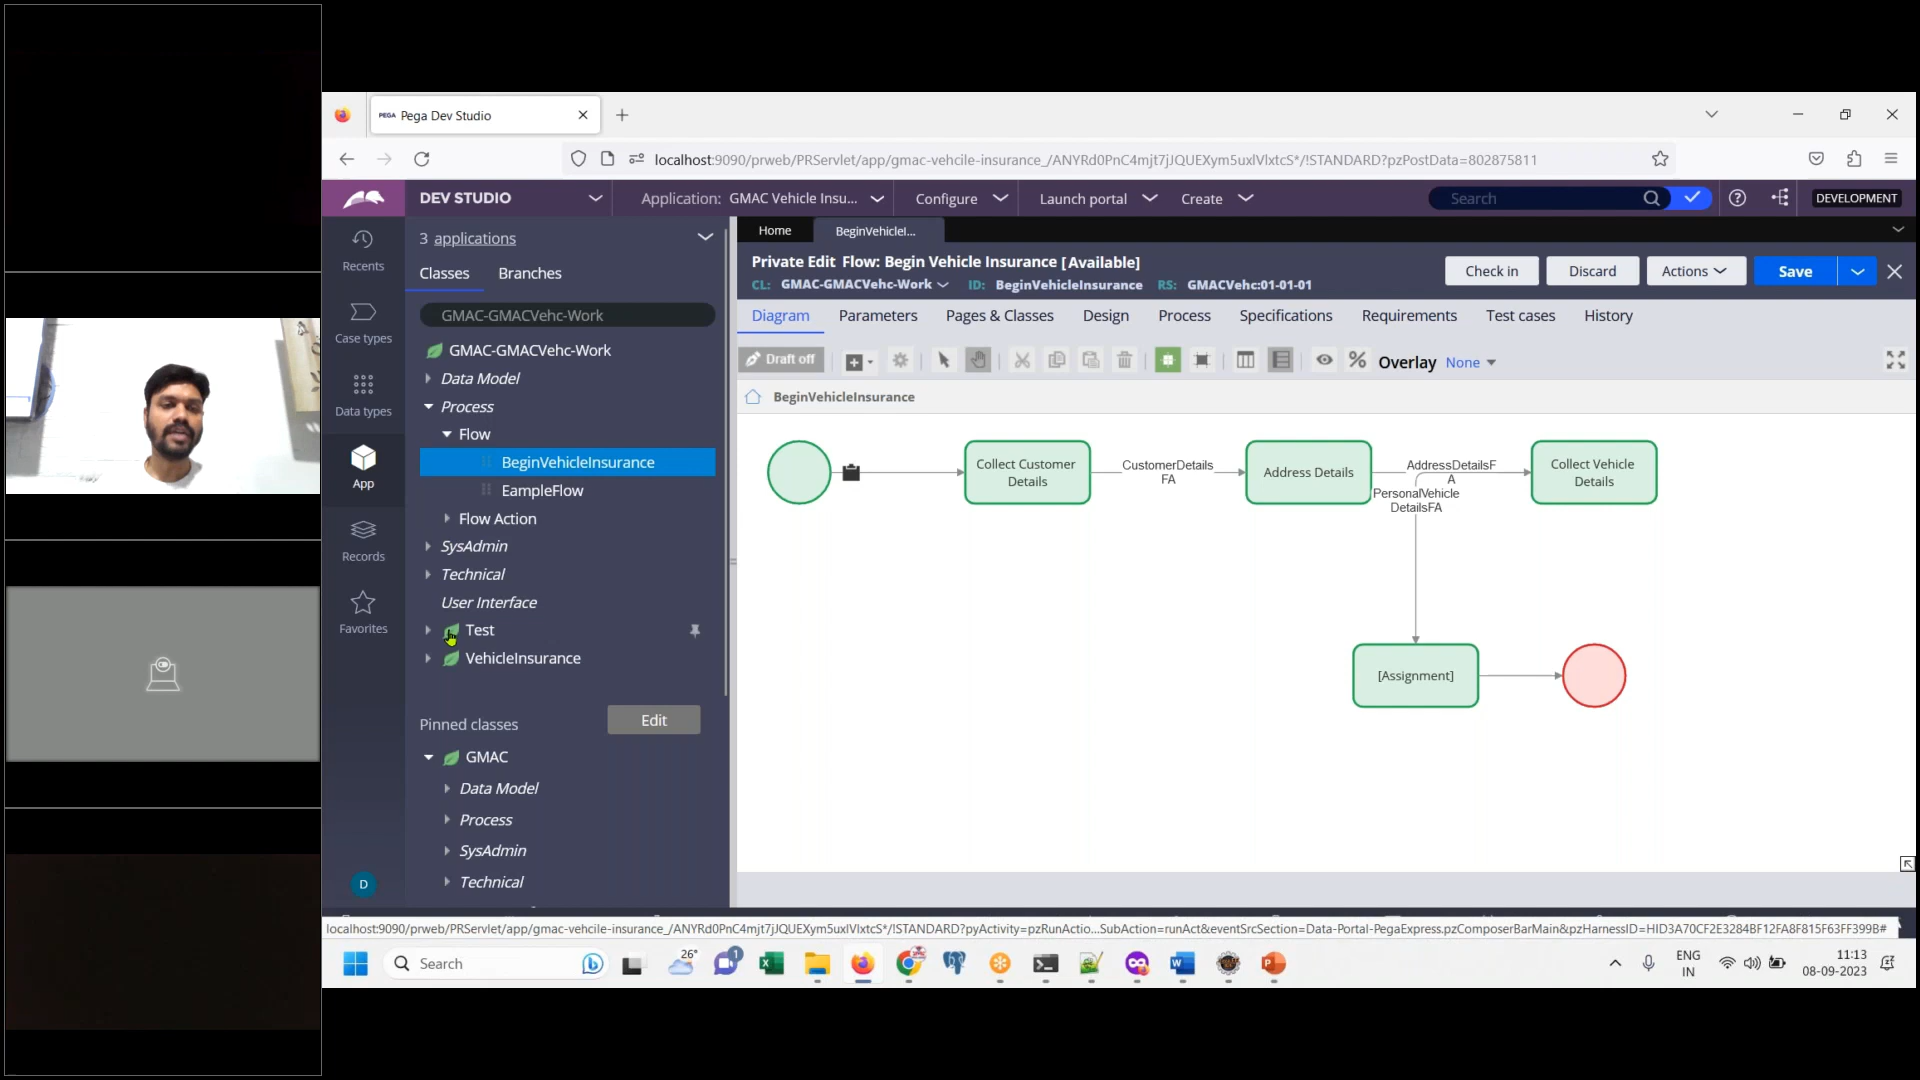 PEGA Pega Dev Studio
localhost:9090/prweb/PRServlet/app/gmac-vehcile-insurance_/ANYRd0PnC4mjt7jJQUEXym5uxlVlxtcS*/!STANDARD?pzPostData=802875811
DEV STUDIO
Application: GMAC Vehicle Insu...
Configure
Launch portal
Create
Search
DEVELOPMENT
Recents
Case types
Data types
App
Records
Favorites
D
3 applications
Classes
Branches
GMAC-GMACVehc-Work
GMAC-GMACVehc-Work
Data Model
Process
Flow
BeginVehicleInsurance
EampleFlow
Flow Action
SysAdmin
Technical
User Interface
Test
VehicleInsurance
Pinned classes
Edit
GMAC
Data Model
Process
SysAdmin
Technical
Home
BeginVehicleI...
Private Edit Flow: Begin Vehicle Insurance [Available]
CL: GMAC-GMACVehc-Work ID: BeginVehicleInsurance RS: GMACVehc:01-01-01
Check in
Discard
Actions
Save
Diagram
Parameters
Pages & Classes
Design
Process
Specifications
Requirements
Test cases
History
Draft off
Overlay None
BeginVehicleInsurance
Collect Customer
Details
CustomerDetails
FA
Address Details
AddressDetailsF
A
PersonalVehicle
DetailsFA
Collect Vehicle
Details
[Assignment]
localhost:9090/prweb/PRServlet/app/gmac-vehcile-insurance_/ANYRd0PnC4mjt7jJQUEXym5uxlVlxtcS*/!STANDARD?pyActivity=pzRunActio...SubAction=runAct&eventSrcSection=Data-Portal-PegaExpress.pzComposerBarMain&pzHarnessID=HID3A70CF2E3284BF12FA8F815F63FF399B#
Search
26°
1
ENG
IN
11:13
08-09-2023